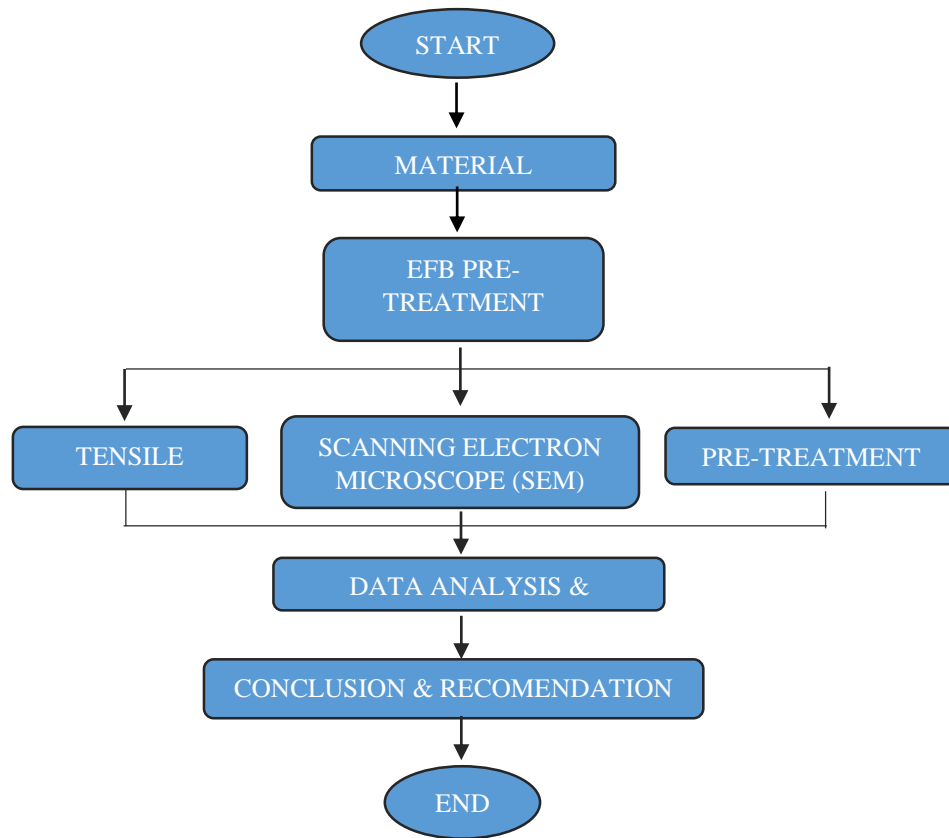 START
MATERIAL
EFB PRE-
TREATMENT
TENSILE
SCANNING ELECTRON
MICROSCOPE (SEM)
PRE-TREATMENT
DATA ANALYSIS &
CONCLUSION & RECOMENDATION
END